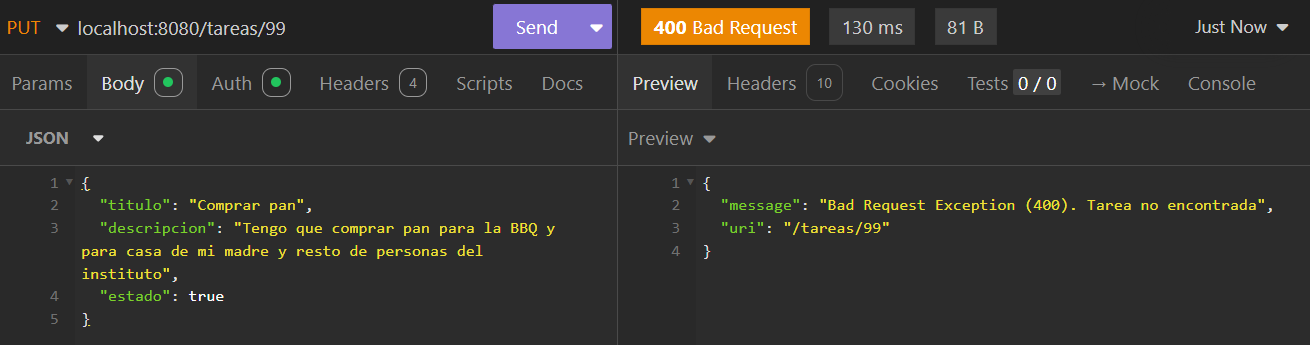 PUT localhost:8080/tareas/99 Send 400 Bad Request 130 ms 81 B Just Now
Params Body Auth Headers 4 Scripts Docs Preview Headers 10 Cookies Tests 0 / 0 → Mock Console
JSON
1 {
2 "titulo": "Comprar pan",
3 "descripcion": "Tengo que comprar pan para la BBQ y
para casa de mi madre y resto de personas del
instituto",
4 "estado": true
5 }
Preview
1 {
2 "message": "Bad Request Exception (400). Tarea no encontrada",
3 "uri": "/tareas/99"
4 }